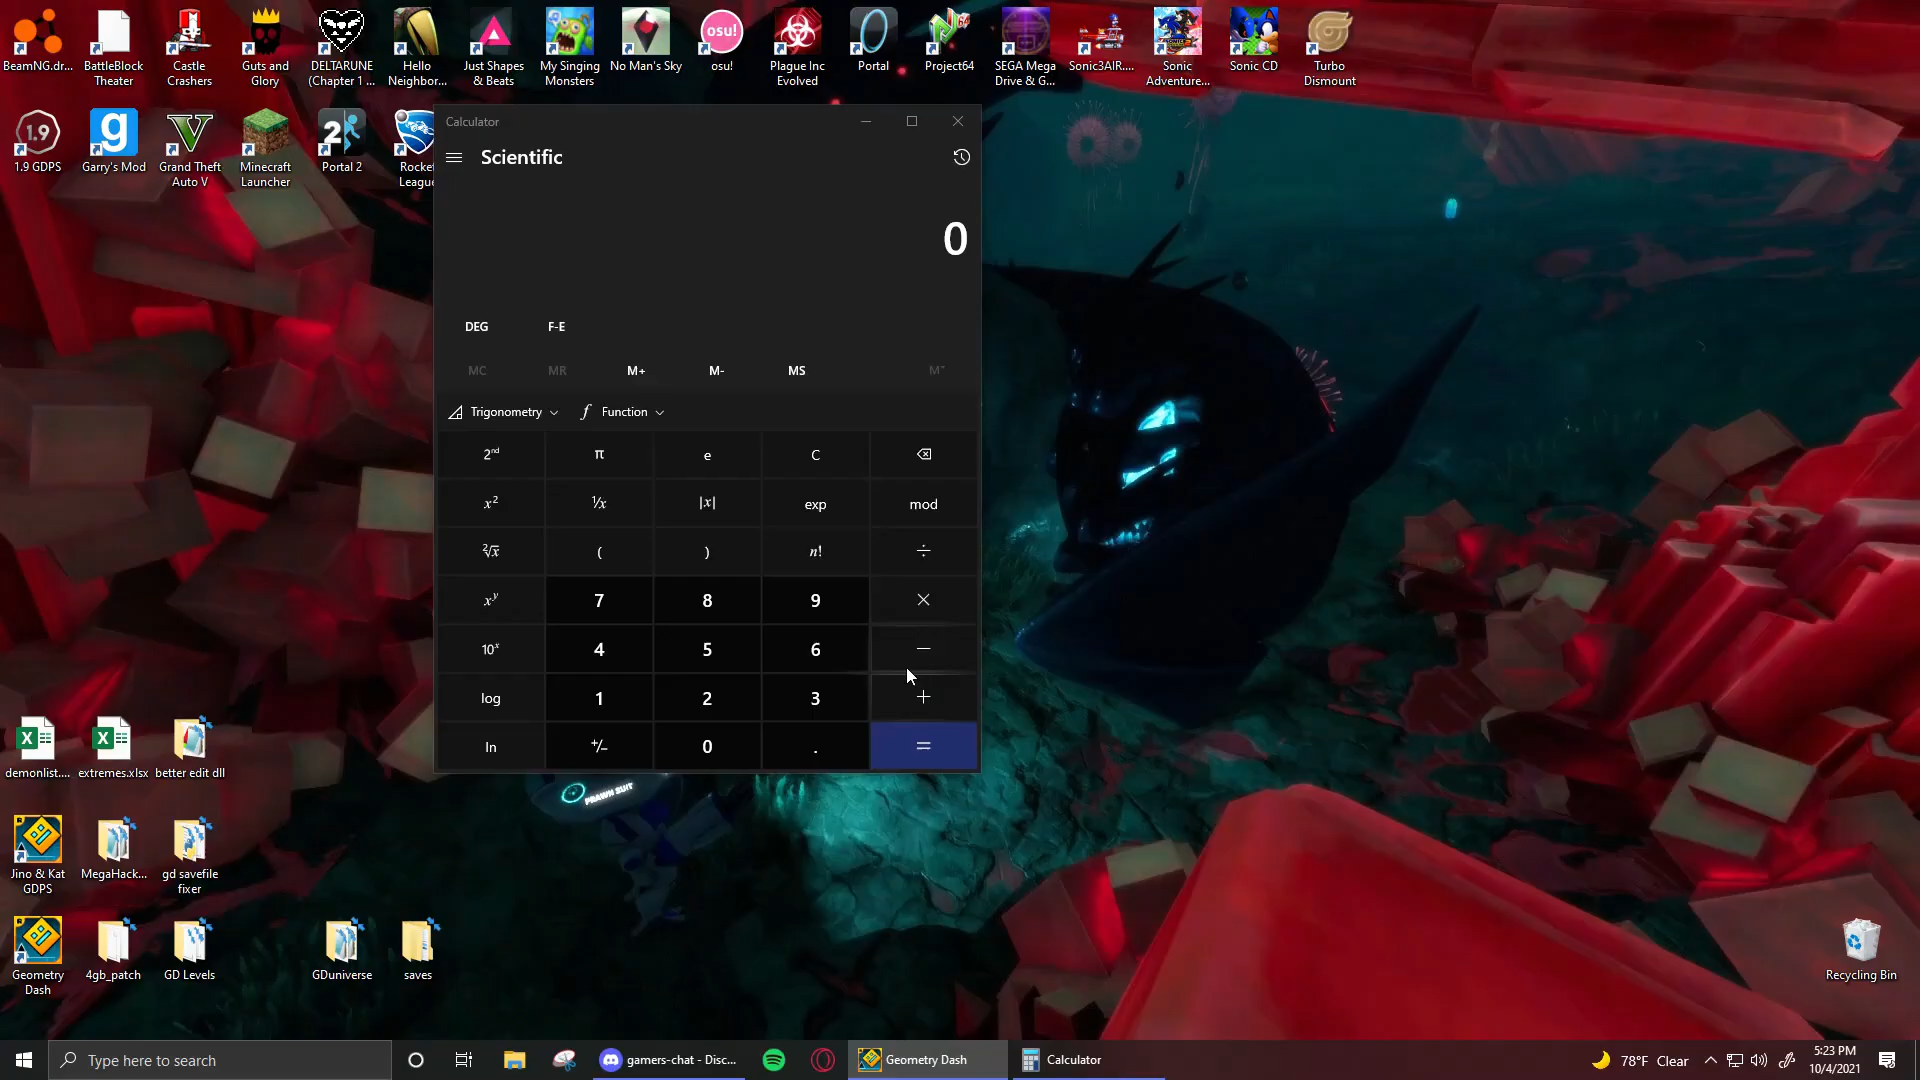 osu!
BeamNG.dr...
BattleBlock
Theater
Castle
Crashers
Guts and
Glory
DELTARUNE
(Chapter 1 ...
Hello
Neighbor...
Just Shapes
& Beats
My Singing
Monsters
No Man's Sky
osu!
Plague Inc
Evolved
Portal
Project64
SEGA Mega
Drive & G...
Sonic3AIR....
Sonic
Adventure...
Sonic CD
Turbo
Dismount
1.9
1.9 GDPS
g
Garry's Mod
V
Grand Theft
Auto V
Minecraft
Launcher
2
Portal 2
Rocket
League
Calculator
Scientific
0
DEG F-E
MC MR M+ M- MS M˅
Trigonometry Function
2ⁿᵈ π e C
x² ¹/x |x| exp mod
²√x ( ) n! ÷
xʸ 7 8 9 ×
10ˣ 4 5 6 −
log 1 2 3 +
ln +/− 0 . =
PRAWN SUIT
demonlist....
extremes.xlsx
better edit dll
Jino & Kat
GDPS
MegaHack...
gd savefile
fixer
Geometry
Dash
4gb_patch
GD Levels
GDuniverse
saves
Recycling Bin
Type here to search
gamers-chat - Disc...
Geometry Dash
Calculator
78°F Clear
5:23 PM
10/4/2021